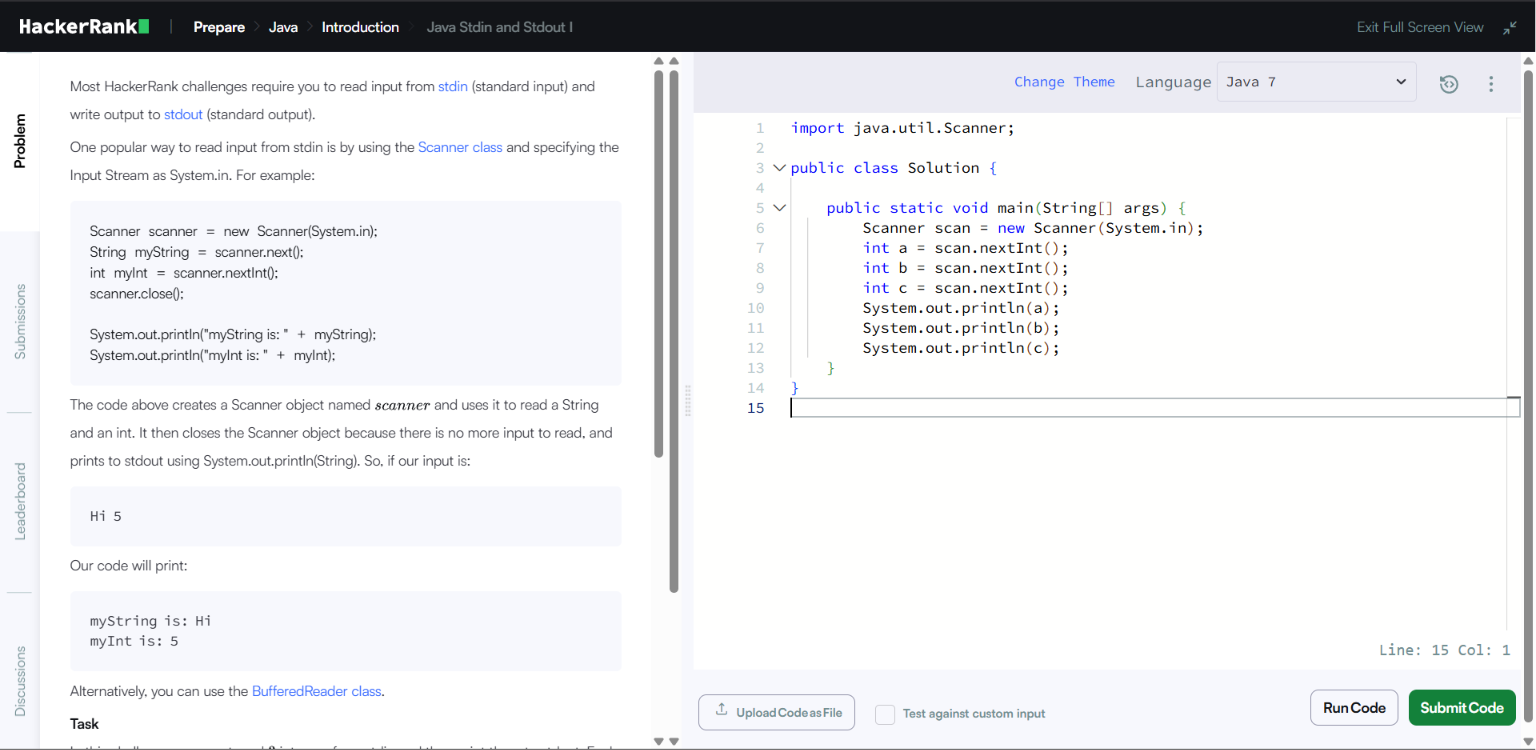 HackerRank
Prepare
Java
Introduction
Java Stdin and Stdout I
Exit Full Screen View
Problem
Submissions
Leaderboard
Discussions
Most HackerRank challenges require you to read input from stdin (standard input) and
write output to stdout (standard output).
One popular way to read input from stdin is by using the Scanner class and specifying the
Input Stream as System.in. For example:
Scanner scanner = new Scanner(System.in);
String myString = scanner.next();
int myInt = scanner.nextInt();
scanner.close();
System.out.println("myString is: " + myString);
System.out.println("myInt is: " + myInt);
The code above creates a Scanner object named scanner and uses it to read a String
and an int. It then closes the Scanner object because there is no more input to read, and
prints to stdout using System.out.println(String). So, if our input is:
Hi 5
Our code will print:
myString is: Hi
myInt is: 5
Alternatively, you can use the BufferedReader class.
Task
Change Theme Language Java 7
1 import java.util.Scanner;
2
3 public class Solution {
4
5 public static void main(String[] args) {
6 Scanner scan = new Scanner(System.in);
7 int a = scan.nextInt();
8 int b = scan.nextInt();
9 int c = scan.nextInt();
10 System.out.println(a);
11 System.out.println(b);
12 System.out.println(c);
13 }
14 }
15
Line: 15 Col: 1
Upload Code as File
Test against custom input
Run Code
Submit Code